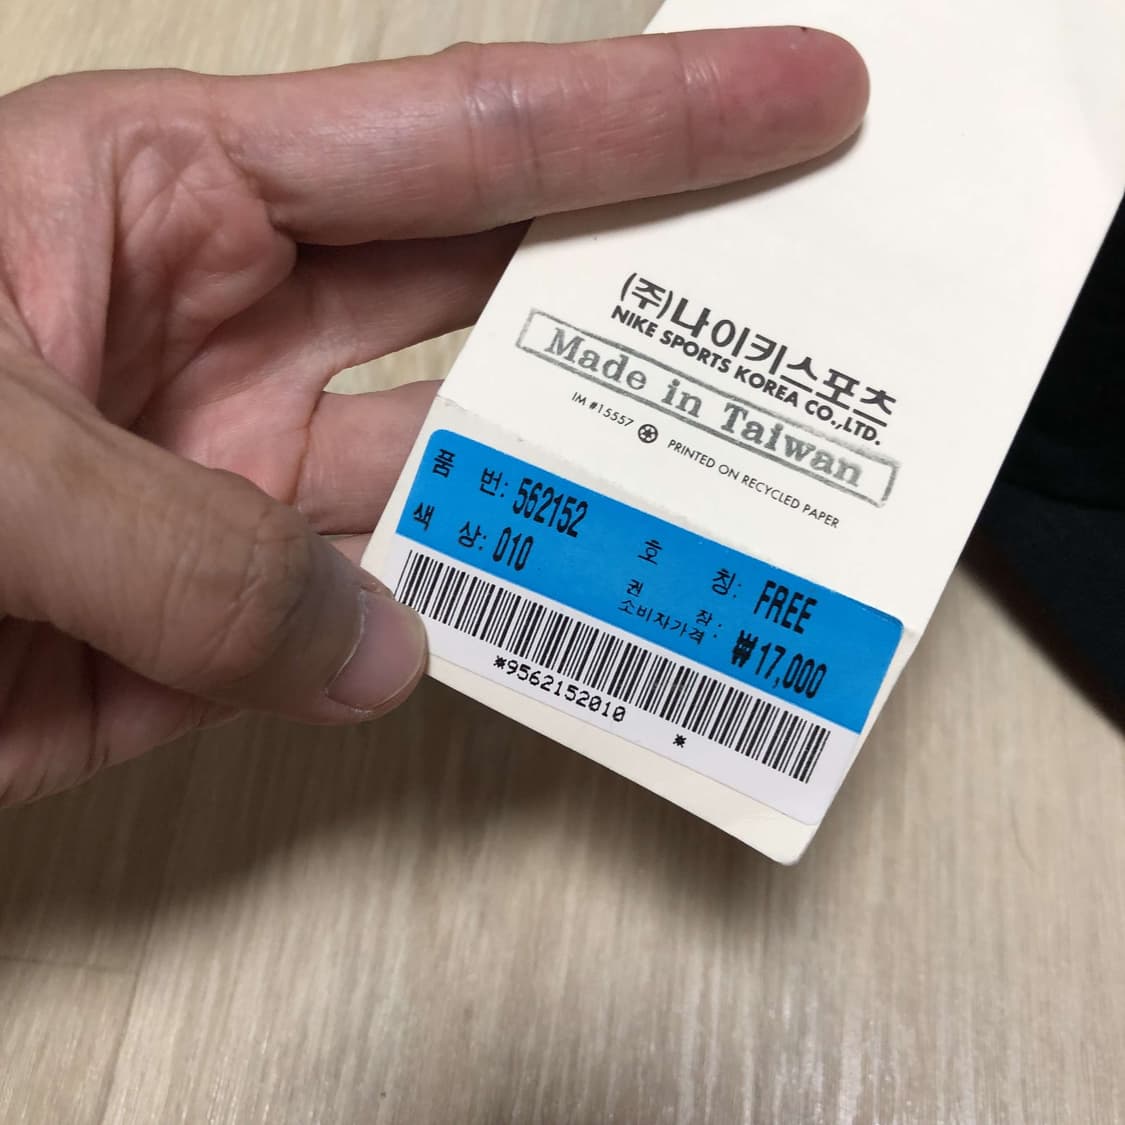 (주)나이키스포츠
NIKE SPORTS KOREA CO.,LTD.
Made in Taiwan
IM #15557 PRINTED ON RECYCLED PAPER
품 번: 562152
색 상: 010
호 칭: FREE
권 장
소비자가격: ₩17,000
*9562152010 *